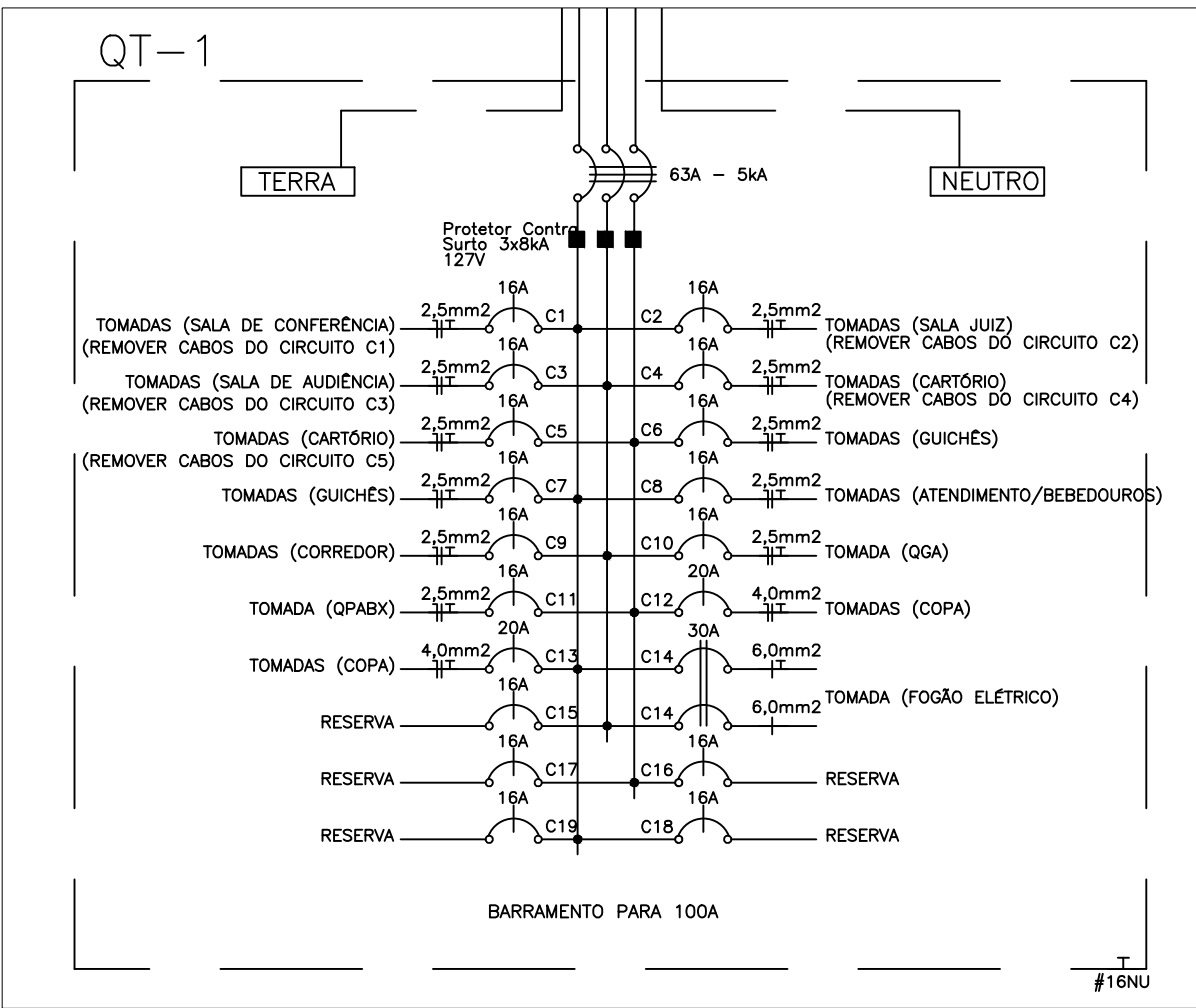 QT-1
TERRA
63A - 5kA
NEUTRO
Protetor Contra
Surto 3x8kA
127V
16A
16A
TOMADAS (SALA DE CONFERÊNCIA)
(REMOVER CABOS DO CIRCUITO C1)
2,5mm2
C1
C2
2,5mm2
TOMADAS (SALA JUIZ)
(REMOVER CABOS DO CIRCUITO C2)
16A
16A
TOMADAS (SALA DE AUDIÊNCIA)
(REMOVER CABOS DO CIRCUITO C3)
2,5mm2
C3
C4
2,5mm2
TOMADAS (CARTÓRIO)
(REMOVER CABOS DO CIRCUITO C4)
16A
16A
TOMADAS (CARTÓRIO)
(REMOVER CABOS DO CIRCUITO C5)
2,5mm2
C5
C6
2,5mm2
TOMADAS (GUICHÊS)
16A
16A
TOMADAS (GUICHÊS)
2,5mm2
C7
C8
2,5mm2
TOMADAS (ATENDIMENTO/BEBEDOUROS)
16A
16A
TOMADAS (CORREDOR)
2,5mm2
C9
C10
2,5mm2
TOMADA (QGA)
16A
20A
TOMADA (QPABX)
2,5mm2
C11
C12
4,0mm2
TOMADAS (COPA)
20A
30A
TOMADAS (COPA)
4,0mm2
C13
C14
6,0mm2
16A
RESERVA
C15
C14
6,0mm2
TOMADA (FOGÃO ELÉTRICO)
16A
16A
RESERVA
C17
C16
RESERVA
16A
16A
RESERVA
C19
C18
RESERVA
BARRAMENTO PARA 100A
#16NU